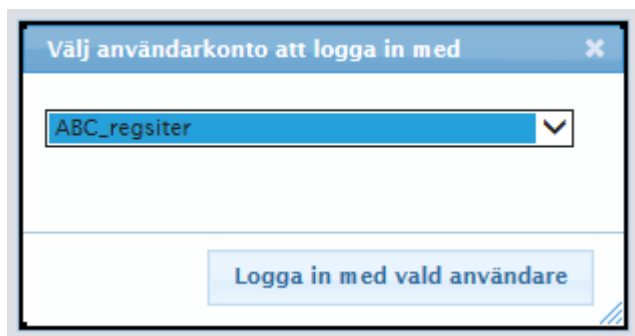 Välj användarkonto att logga in med
ABC_regsiter
Logga in med vald användare